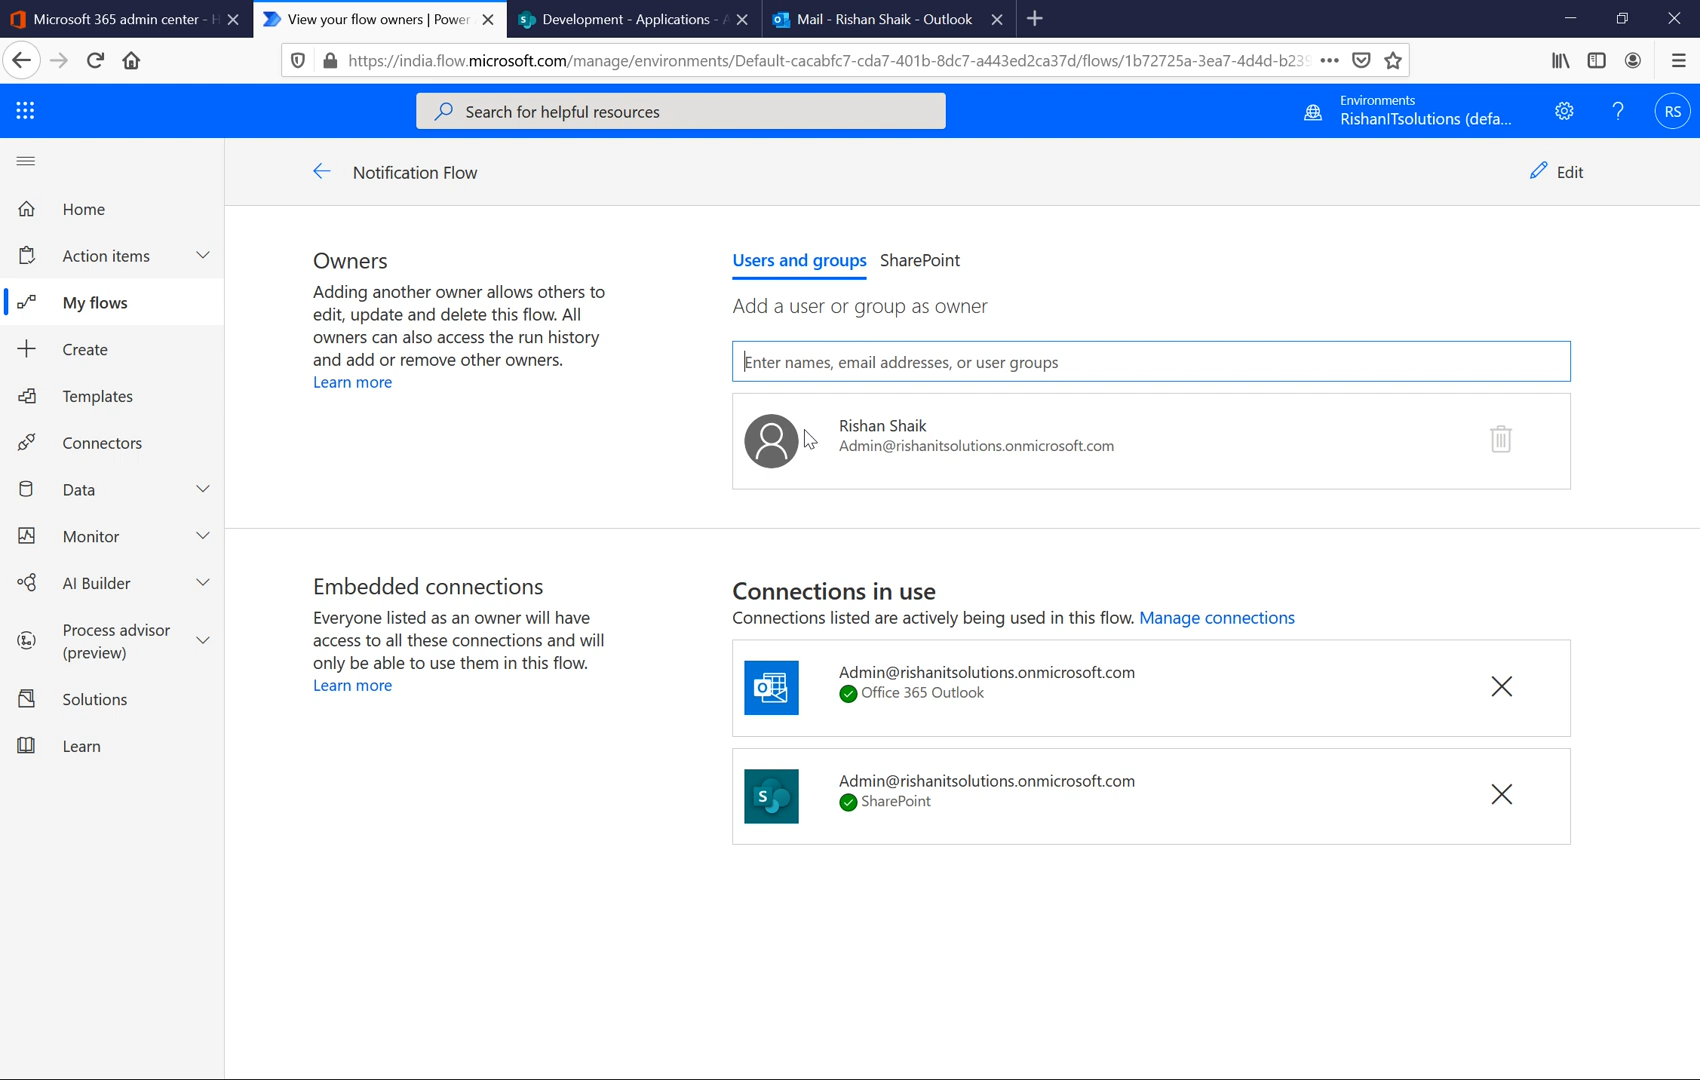 Microsoft 365 admin center - H
View your flow owners | Power
Development - Applications - A
Mail - Rishan Shaik - Outlook
https://india.flow.microsoft.com/manage/environments/Default-cacabfc7-cda7-401b-8dc7-a443ed2ca37d/flows/1b72725a-3ea7-4d4d-b239
Search for helpful resources
Environments
RishanITsolutions (defa...
?
RS
Notification Flow
Edit
Home
Action items
My flows
Create
Templates
Connectors
Data
Monitor
AI Builder
Process advisor
(preview)
Solutions
Learn
Owners
Adding another owner allows others to
edit, update and delete this flow. All
owners can also access the run history
and add or remove other owners.
Learn more
Users and groups
SharePoint
Add a user or group as owner
Enter names, email addresses, or user groups
Rishan Shaik
Admin@rishanitsolutions.onmicrosoft.com
Embedded connections
Everyone listed as an owner will have
access to all these connections and will
only be able to use them in this flow.
Learn more
Connections in use
Connections listed are actively being used in this flow. Manage connections
Admin@rishanitsolutions.onmicrosoft.com
Office 365 Outlook
Admin@rishanitsolutions.onmicrosoft.com
SharePoint